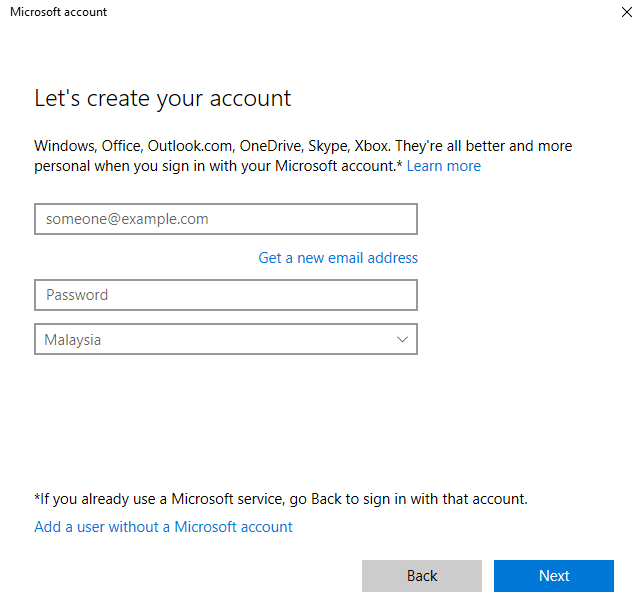 Microsoft account
Let's create your account
Windows, Office, Outlook.com, OneDrive, Skype, Xbox. They're all better and more
personal when you sign in with your Microsoft account.* Learn more
someone@example.com
Get a new email address
Password
Malaysia
*If you already use a Microsoft service, go Back to sign in with that account.
Add a user without a Microsoft account
Back Next